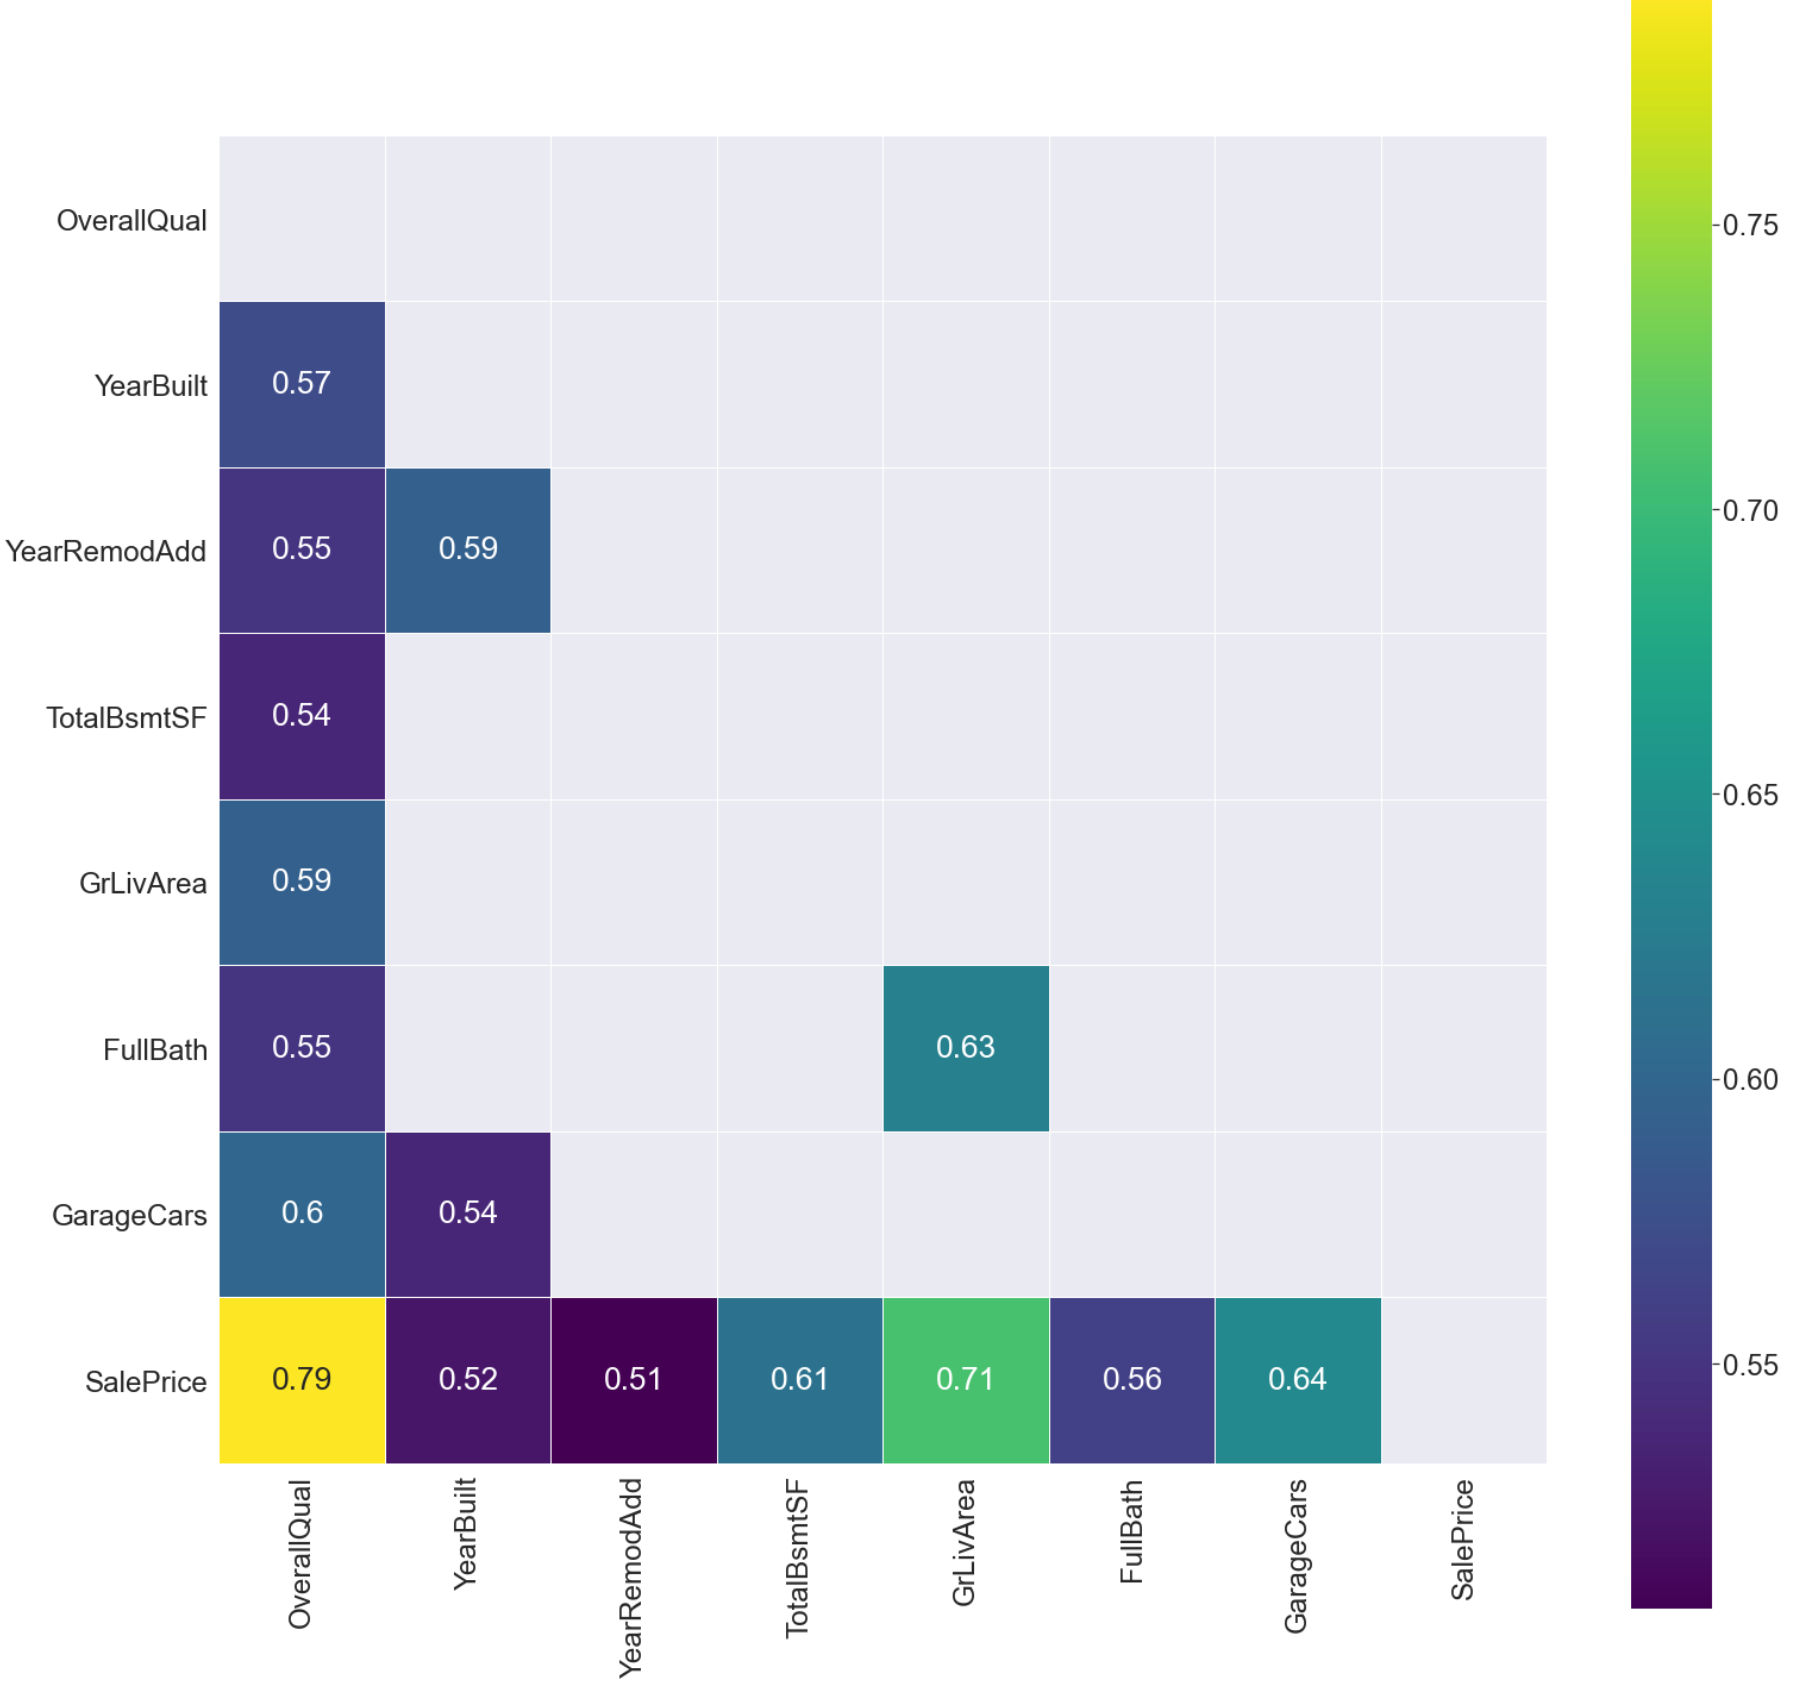 0.75
OverallQual
YearBuilt 0.57
0.70
YearRemodAdd 0.55 0.59
TotalBsmtSF 0.54
0.65
GrLivArea 0.59
FullBath 0.55 0.63
0.60
GarageCars 0.6 0.54
SalePrice 0.79 0.52 0.51 0.61 0.71 0.56 0.64
0.55
OverallQual
YearBuilt
YearRemodAdd
TotalBsmtSF
GrLivArea
FullBath
GarageCars
SalePrice